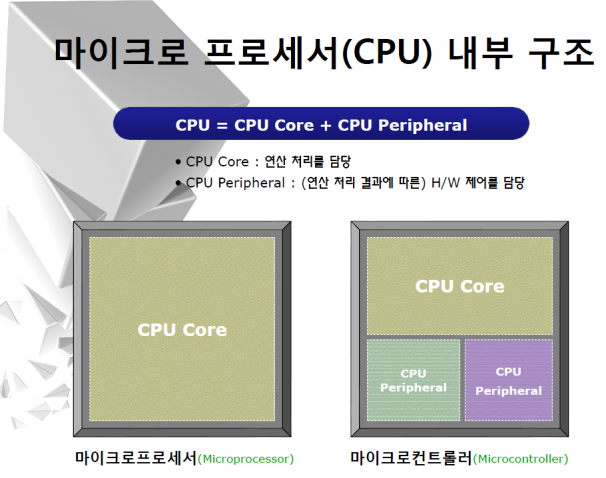 마이크로 프로세서(CPU) 내부 구조
CPU = CPU Core + CPU Peripheral
• CPU Core : 연산 처리를 담당
• CPU Peripheral : (연산 처리 결과에 따른) H/W 제어를 담당
CPU Core
마이크로프로세서(Microprocessor)
CPU Core
CPU
Peripheral
CPU
Peripheral
마이크로컨트롤러(Microcontroller)